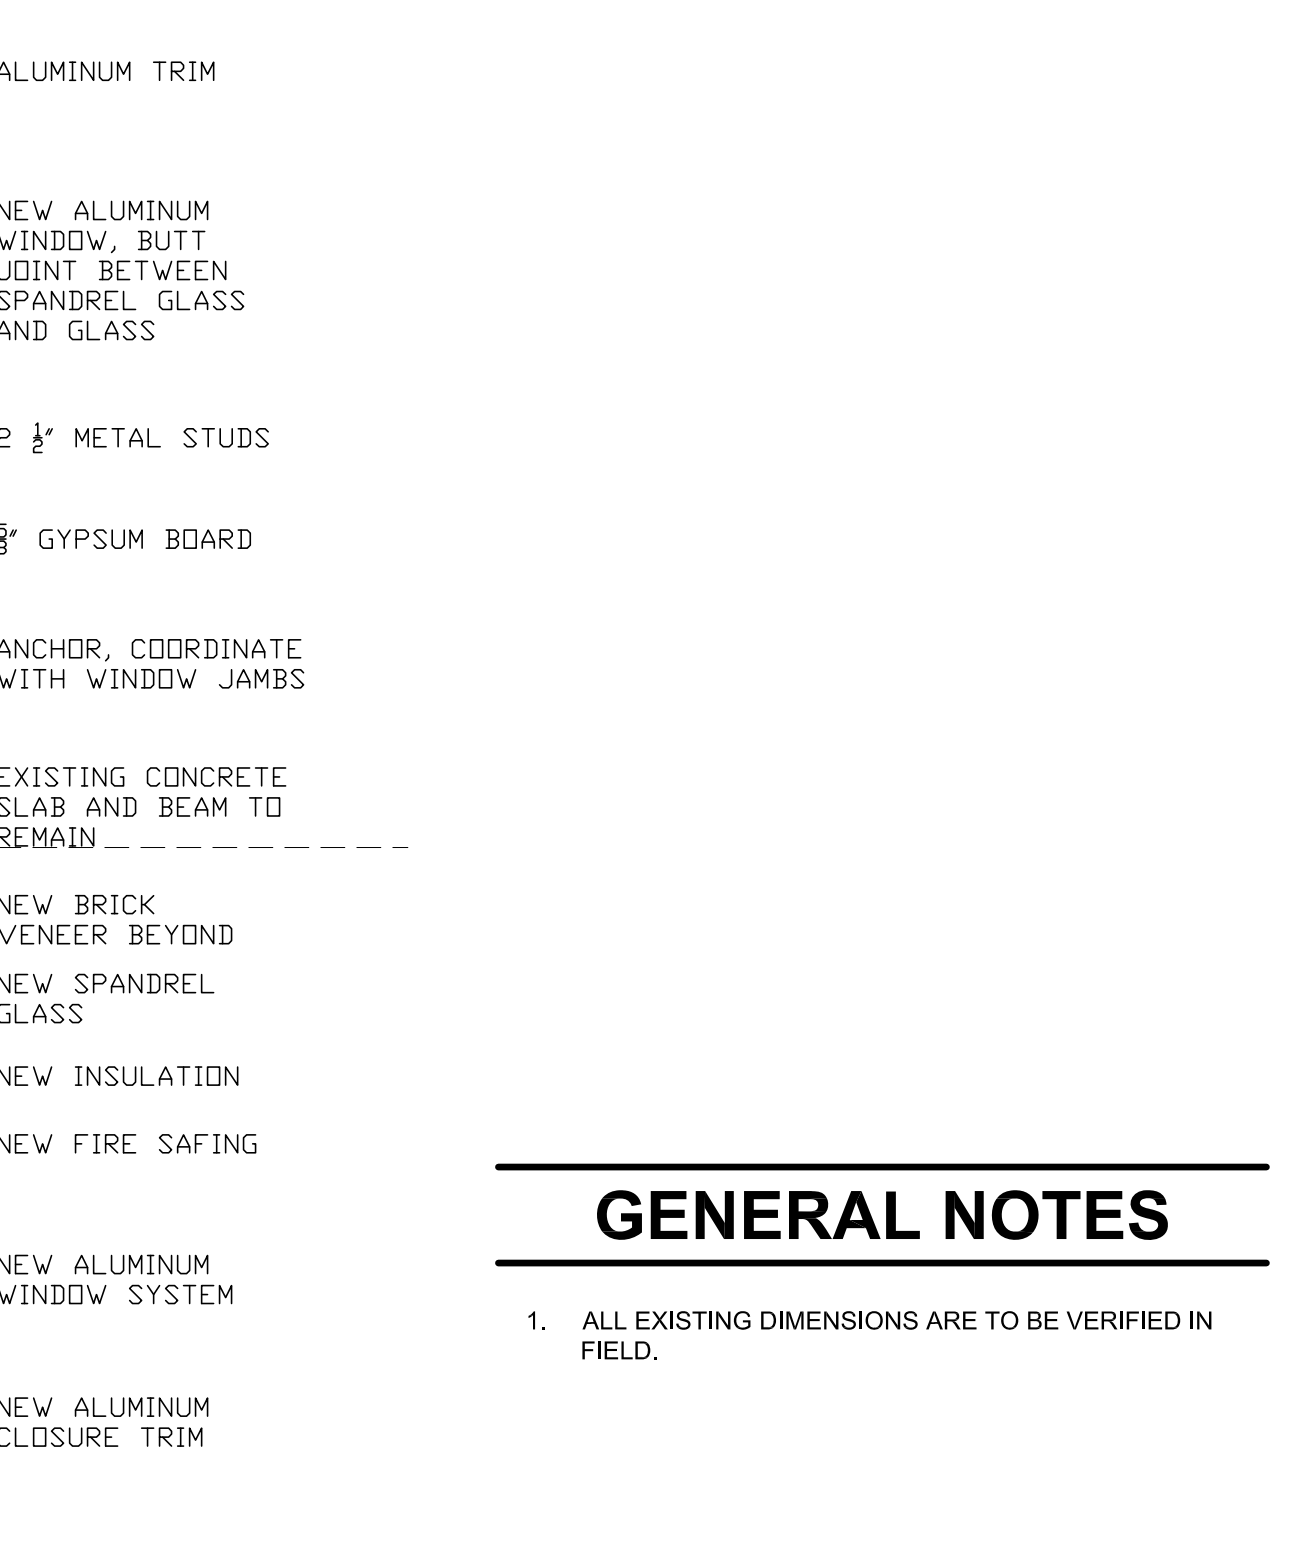 ALUMINUM TRIM
NEW ALUMINUM
WINDOW, BUTT
JOINT BETWEEN
SPANDREL GLASS
AND GLASS
2 ½" METAL STUDS
⅝" GYPSUM BOARD
ANCHOR, COORDINATE
WITH WINDOW JAMBS
EXISTING CONCRETE
SLAB AND BEAM TO
REMAIN
NEW BRICK
VENEER BEYOND
NEW SPANDREL
GLASS
NEW INSULATION
NEW FIRE SAFING
NEW ALUMINUM
WINDOW SYSTEM
NEW ALUMINUM
CLOSURE TRIM
GENERAL NOTES
1. ALL EXISTING DIMENSIONS ARE TO BE VERIFIED IN
FIELD.